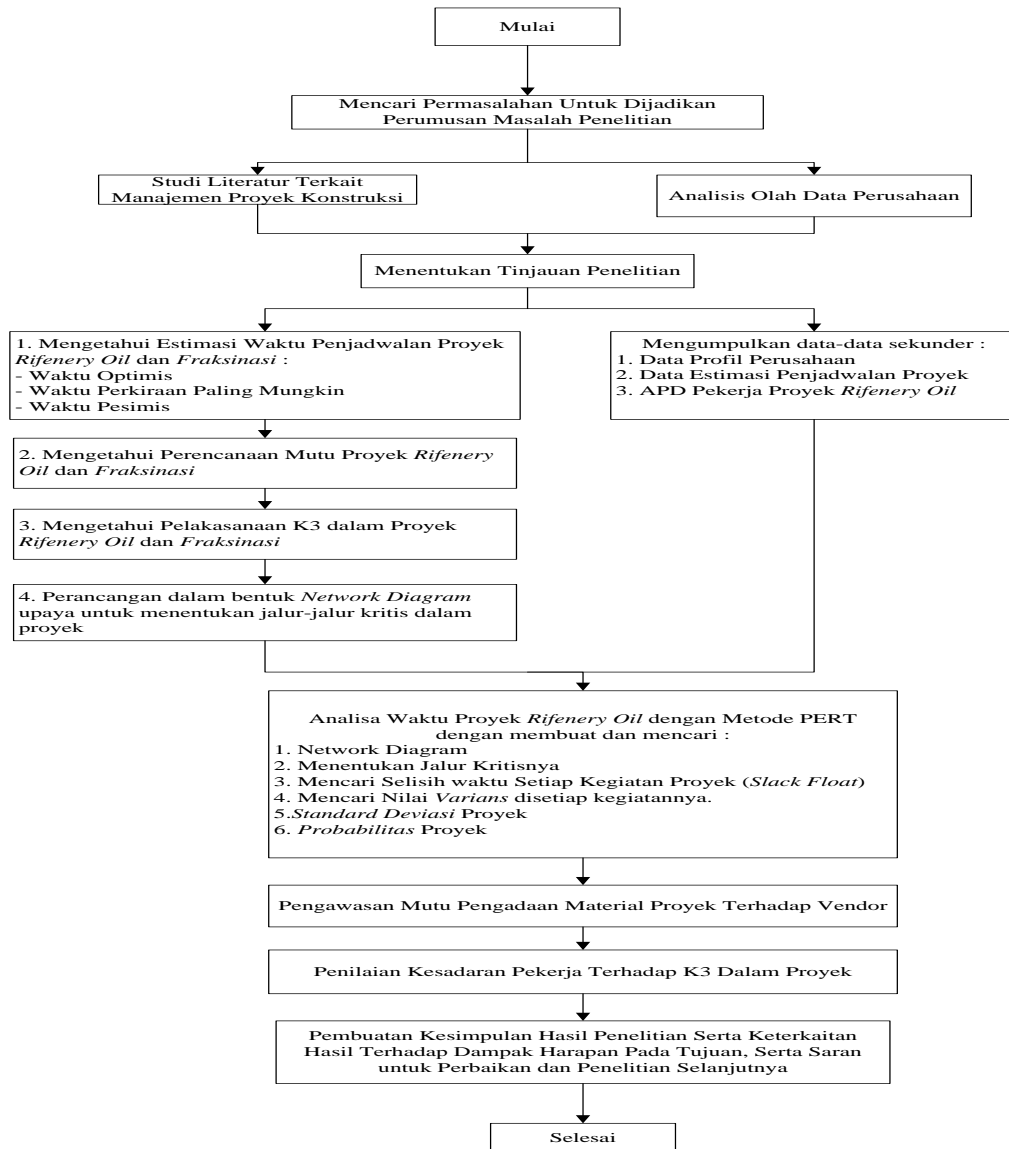 Mulai
Mencari Permasalahan Untuk Dijadikan
Perumusan Masalah Penelitian
Studi Literatur Terkait
Manajemen Proyek Konstruksi
Analisis Olah Data Perusahaan
Menentukan Tinjauan Penelitian
1. Mengetahui Estimasi Waktu Penjadwalan Proyek
Rifenery Oil dan Fraksinasi :
- Waktu Optimis
- Waktu Perkiraan Paling Mungkin
- Waktu Pesimis
Mengumpulkan data-data sekunder :
1. Data Profil Perusahaan
2. Data Estimasi Penjadwalan Proyek
3. APD Pekerja Proyek Rifenery Oil
2. Mengetahui Perencanaan Mutu Proyek Rifenery
Oil dan Fraksinasi
3. Mengetahui Pelakasanaan K3 dalam Proyek
Rifenery Oil dan Fraksinasi
4. Perancangan dalam bentuk Network Diagram
upaya untuk menentukan jalur-jalur kritis dalam
proyek
Analisa Waktu Proyek Rifenery Oil dengan Metode PERT
dengan membuat dan mencari :
1. Network Diagram
2. Menentukan Jalur Kritisnya
3. Mencari Selisih waktu Setiap Kegiatan Proyek (Slack Float)
4. Mencari Nilai Varians disetiap kegiatannya.
5.Standard Deviasi Proyek
6. Probabilitas Proyek
Pengawasan Mutu Pengadaan Material Proyek Terhadap Vendor
Penilaian Kesadaran Pekerja Terhadap K3 Dalam Proyek
Pembuatan Kesimpulan Hasil Penelitian Serta Keterkaitan
Hasil Terhadap Dampak Harapan Pada Tujuan, Serta Saran
untuk Perbaikan dan Penelitian Selanjutnya
Selesai